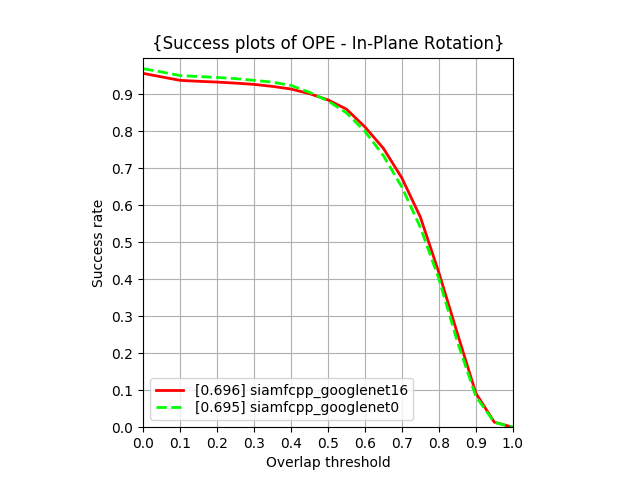 {Success plots of OPE - In-Plane Rotation}
Success rate
0.9
0.8
0.7
0.6
0.5
0.4
0.3
0.2
0.1
0.0
[0.696] siamfcpp_googlenet16
[0.695] siamfcpp_googlenet0
0.0 0.1 0.2 0.3 0.4 0.5 0.6 0.7 0.8 0.9 1.0
Overlap threshold